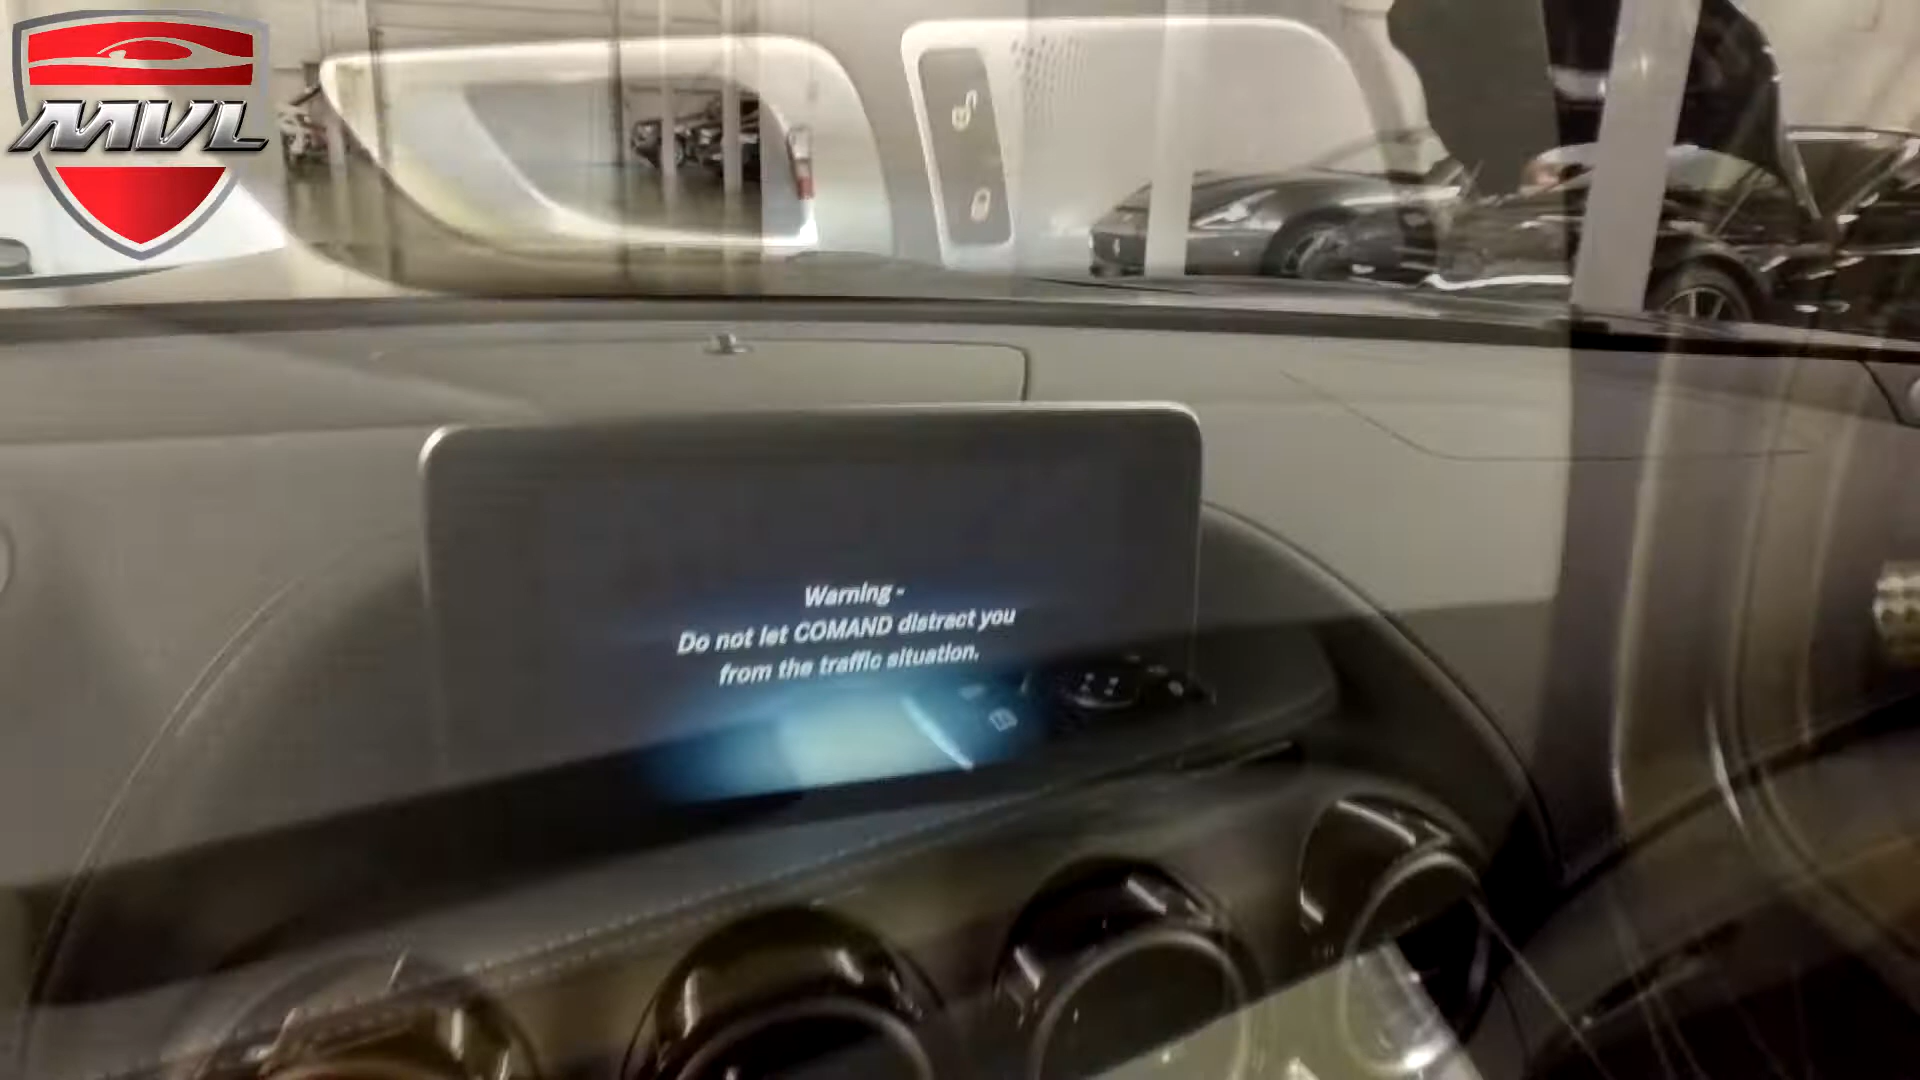 MVL
Warning -
Do not let COMAND distract you
from the traffic situation.